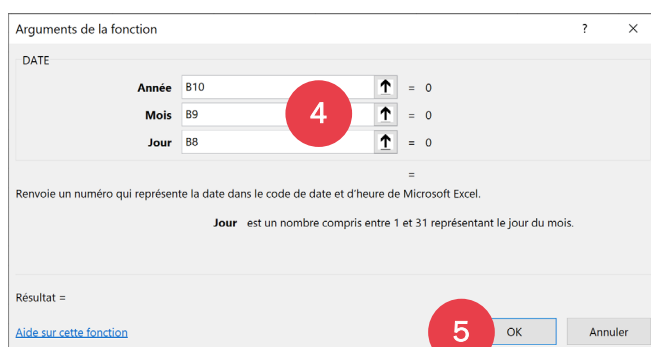 Arguments de la fonction ? ×
DATE
Année B10 = 0
Mois B9 = 0
Jour B8 = 0
4
=
Renvoie un numéro qui représente la date dans le code de date et d'heure de Microsoft Excel.
Jour est un nombre compris entre 1 et 31 représentant le jour du mois.
Résultat =
Aide sur cette fonction 5 OK Annuler